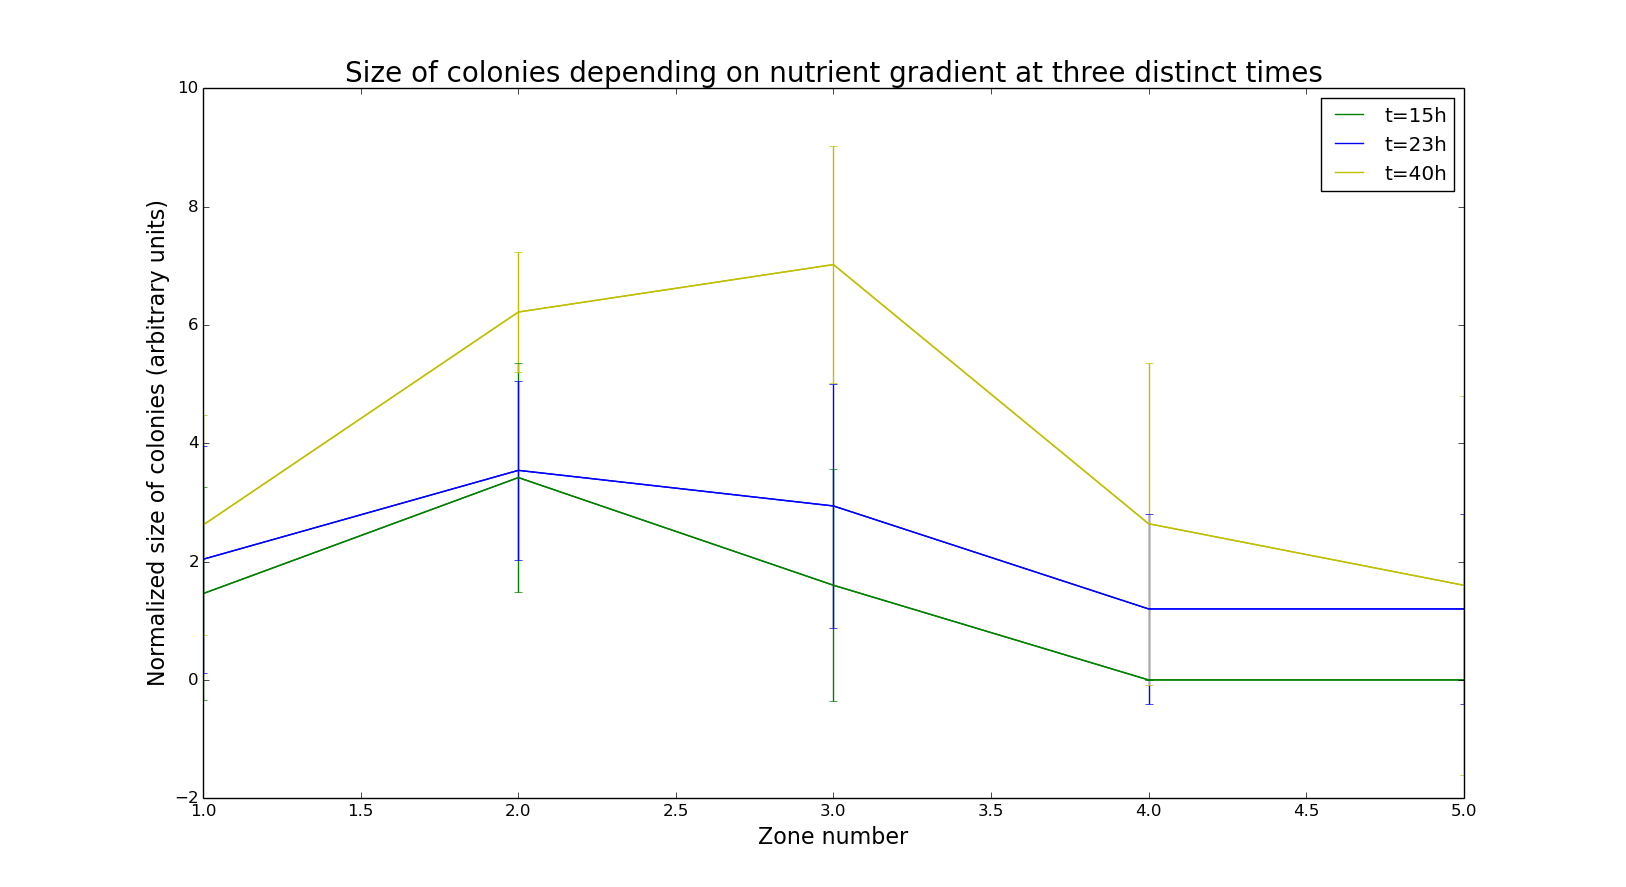 Size of colonies depending on nutrient gradient at three distinct times
10
8
6
4
2
0
−2
Normalized size of colonies (arbitrary units)
t=15h
t=23h
t=40h
1.0 1.5 2.0 2.5 3.0 3.5 4.0 4.5 5.0
Zone number